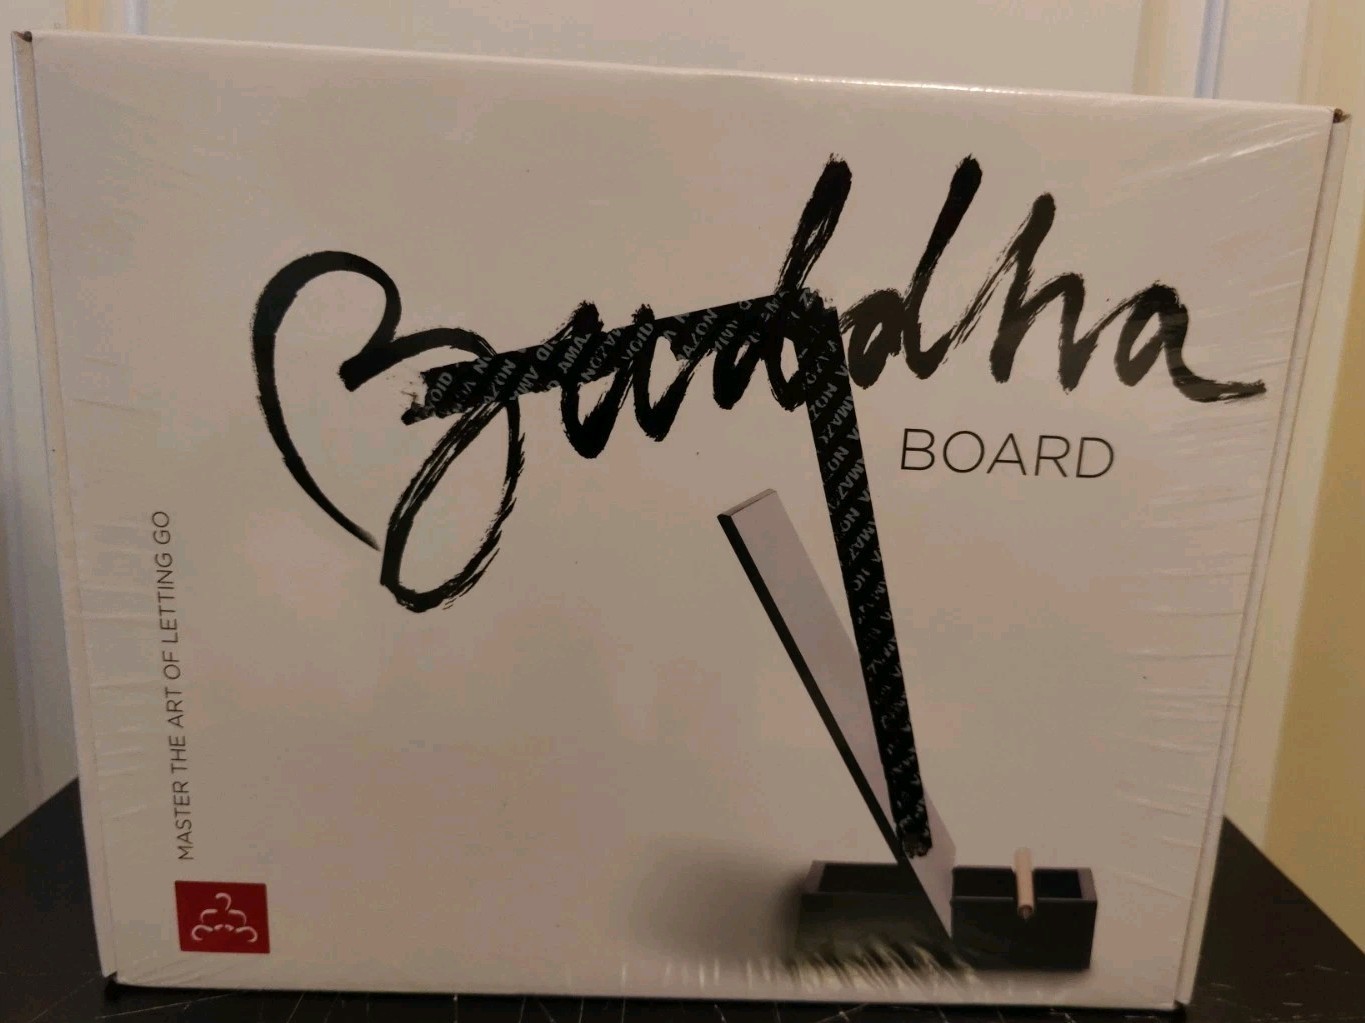 Buddha
BOARD
MASTER THE ART OF LETTING GO